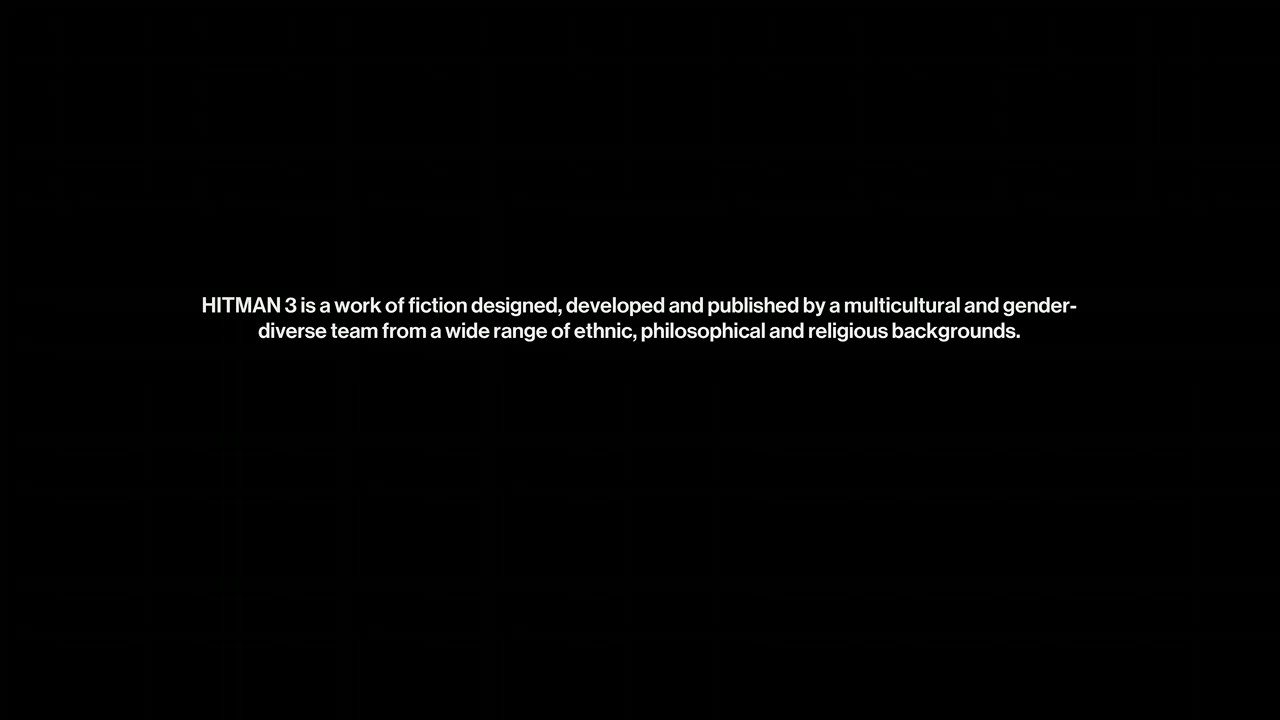 HITMAN 3 is a work of fiction designed, developed and published by a multicultural and gender-
diverse team from a wide range of ethnic, philosophical and religious backgrounds.